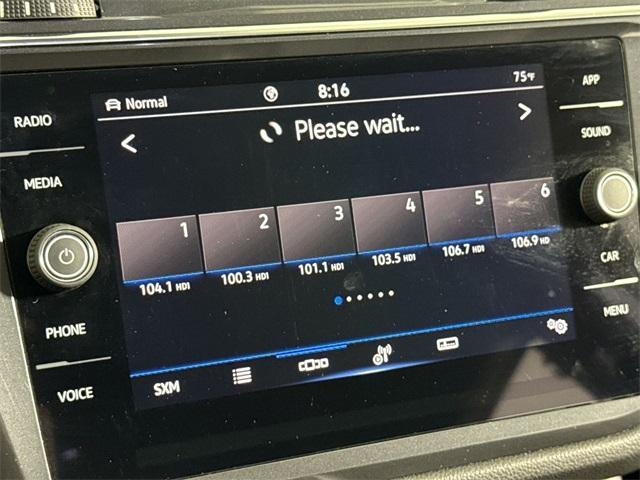 Normal 8:16 75°F
RADIO
MEDIA
PHONE
VOICE
Please wait...
1 2 3 4 5 6
104.1 HD1 100.3 HD1 101.1 HD1 103.5 HD1 106.7 HD1 106.9 HD
SXM
APP
SOUND
CAR
MENU